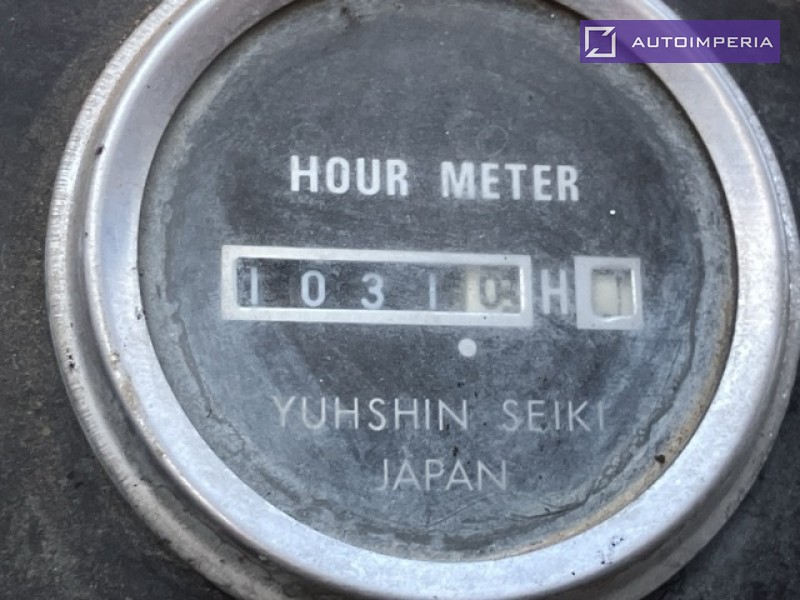 AUTOIMPERIA
HOUR METER
10310 H
YUHSHIN SEIKI
JAPAN